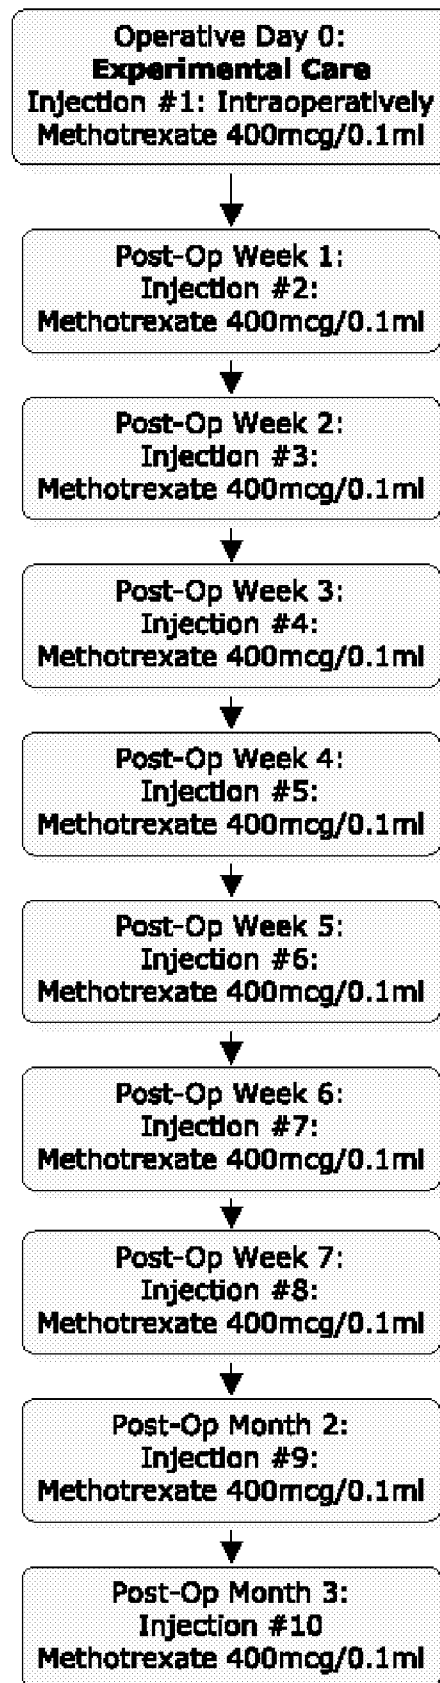 Operative Day 0:
Experimental Care
Injection #1: Intraoperatively
Methotrexate 400mcg/0.1ml
Post-Op Week 1:
Injection #2:
Methotrexate 400mcg/0.1ml
Post-Op Week 2:
Injection #3:
Methotrexate 400mcg/0.1ml
Post-Op Week 3:
Injection #4:
Methotrexate 400mcg/0.1ml
Post-Op Week 4:
Injection #5:
Methotrexate 400mcg/0.1ml
Post-Op Week 5:
Injection #6:
Methotrexate 400mcg/0.1ml
Post-Op Week 6:
Injection #7:
Methotrexate 400mcg/0.1ml
Post-Op Week 7:
Injection #8:
Methotrexate 400mcg/0.1ml
Post-Op Month 2:
Injection #9:
Methotrexate 400mcg/0.1ml
Post-Op Month 3:
Injection #10
Methotrexate 400mcg/0.1ml